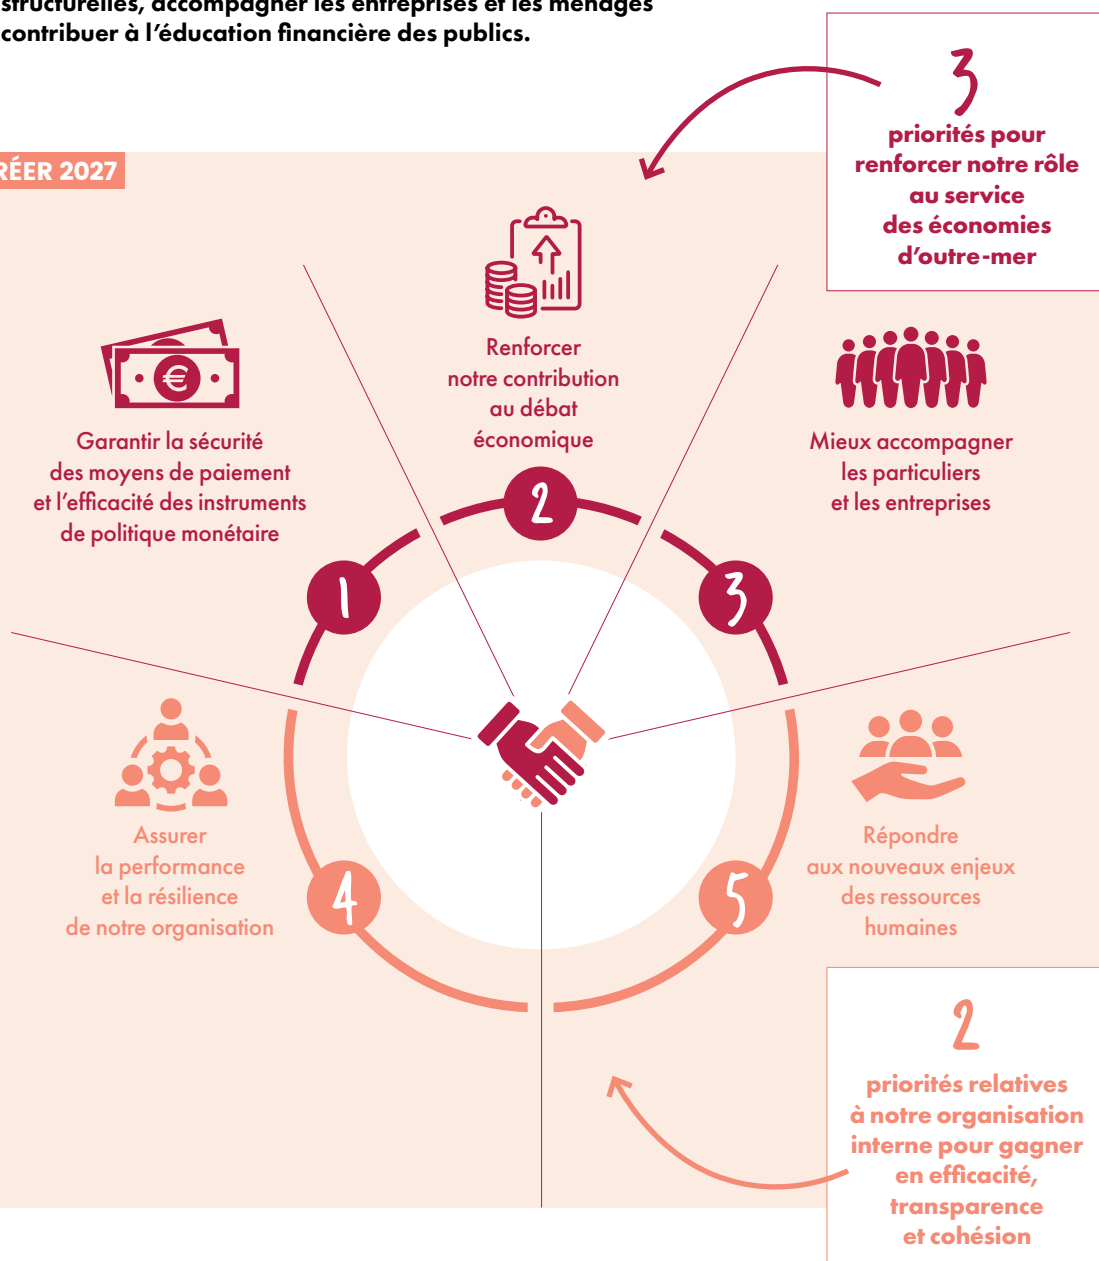 structurelles, accompagner les entreprises et les ménages
contribuer à l’éducation financière des publics.
3
priorités pour
renforcer notre rôle
au service
des économies
d’outre-mer
RÉER 2027
Renforcer
notre contribution
au débat
économique
Garantir la sécurité
des moyens de paiement
et l’efficacité des instruments
de politique monétaire
Mieux accompagner
les particuliers
et les entreprises
2
1
3
Assurer
la performance
et la résilience
de notre organisation
Répondre
aux nouveaux enjeux
des ressources
humaines
4
5
2
priorités relatives
à notre organisation
interne pour gagner
en efficacité,
transparence
et cohésion